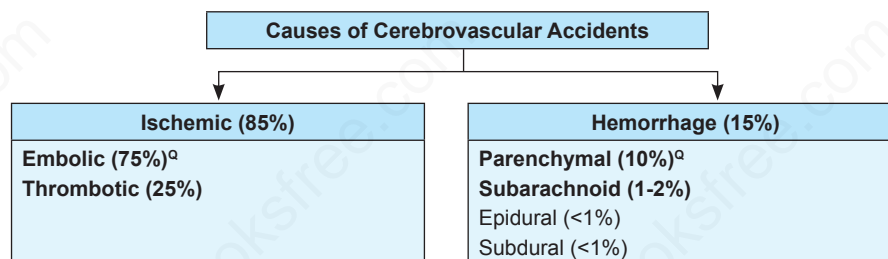 Causes of Cerebrovascular Accidents
Ischemic (85%)
Embolic (75%)Q
Thrombotic (25%)
Hemorrhage (15%)
Parenchymal (10%)Q
Subarachnoid (1-2%)
Epidural (<1%)
Subdural (<1%)